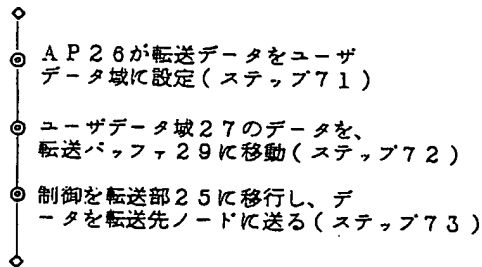 AP26が転送データをユーザ
データ域に設定(ステップ71)
ユーザデータ域27のデータを、
転送バッファ29に移動(ステップ72)
制御を転送部25に移行し、デ
ータを転送先ノードに送る(ステップ73)